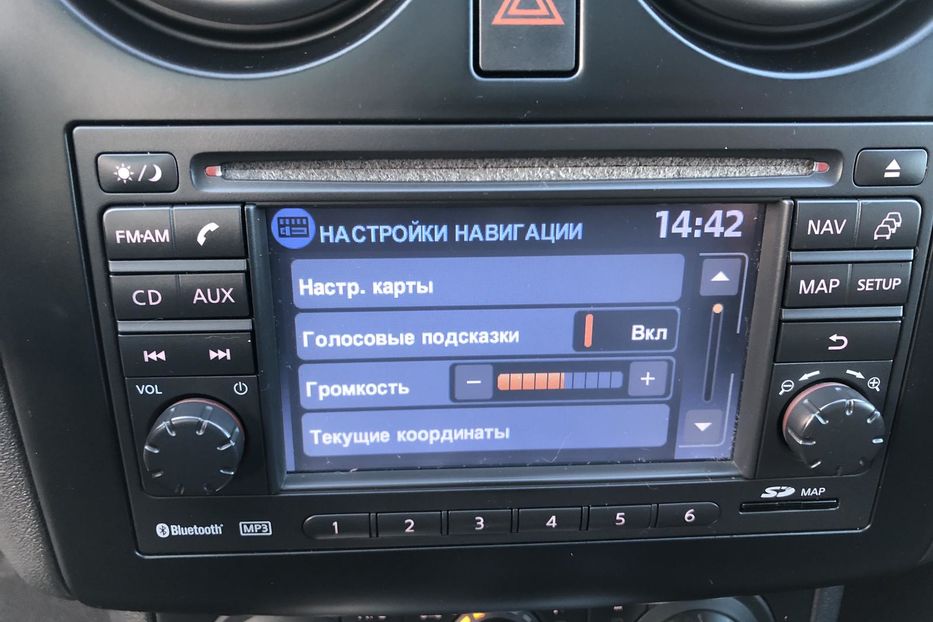 FM·AM
CD
AUX
VOL
НАСТРОЙКИ НАВИГАЦИИ
14:42
Настр. карты
Голосовые подсказки
Вкл
Громкость
- +
Текущие координаты
NAV
MAP
SETUP
SD MAP
Bluetooth
MP3
1 2 3 4 5 6